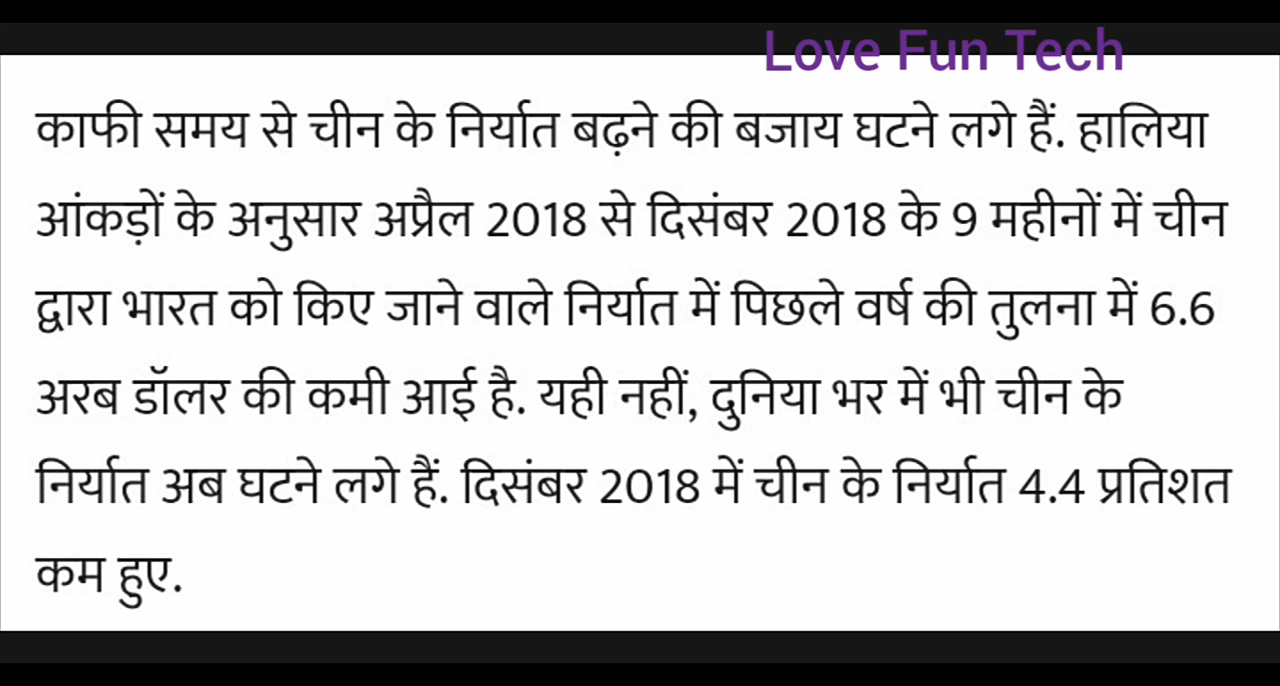 Love Fun Tech
काफी समय से चीन के निर्यात बढ़ने की बजाय घटने लगे हैं. हालिया
आंकड़ों के अनुसार अप्रैल 2018 से दिसंबर 2018 के 9 महीनों में चीन
द्वारा भारत को किए जाने वाले निर्यात में पिछले वर्ष की तुलना में 6.6
अरब डॉलर की कमी आई है. यही नहीं, दुनिया भर में भी चीन के
निर्यात अब घटने लगे हैं. दिसंबर 2018 में चीन के निर्यात 4.4 प्रतिशत
कम हुए.